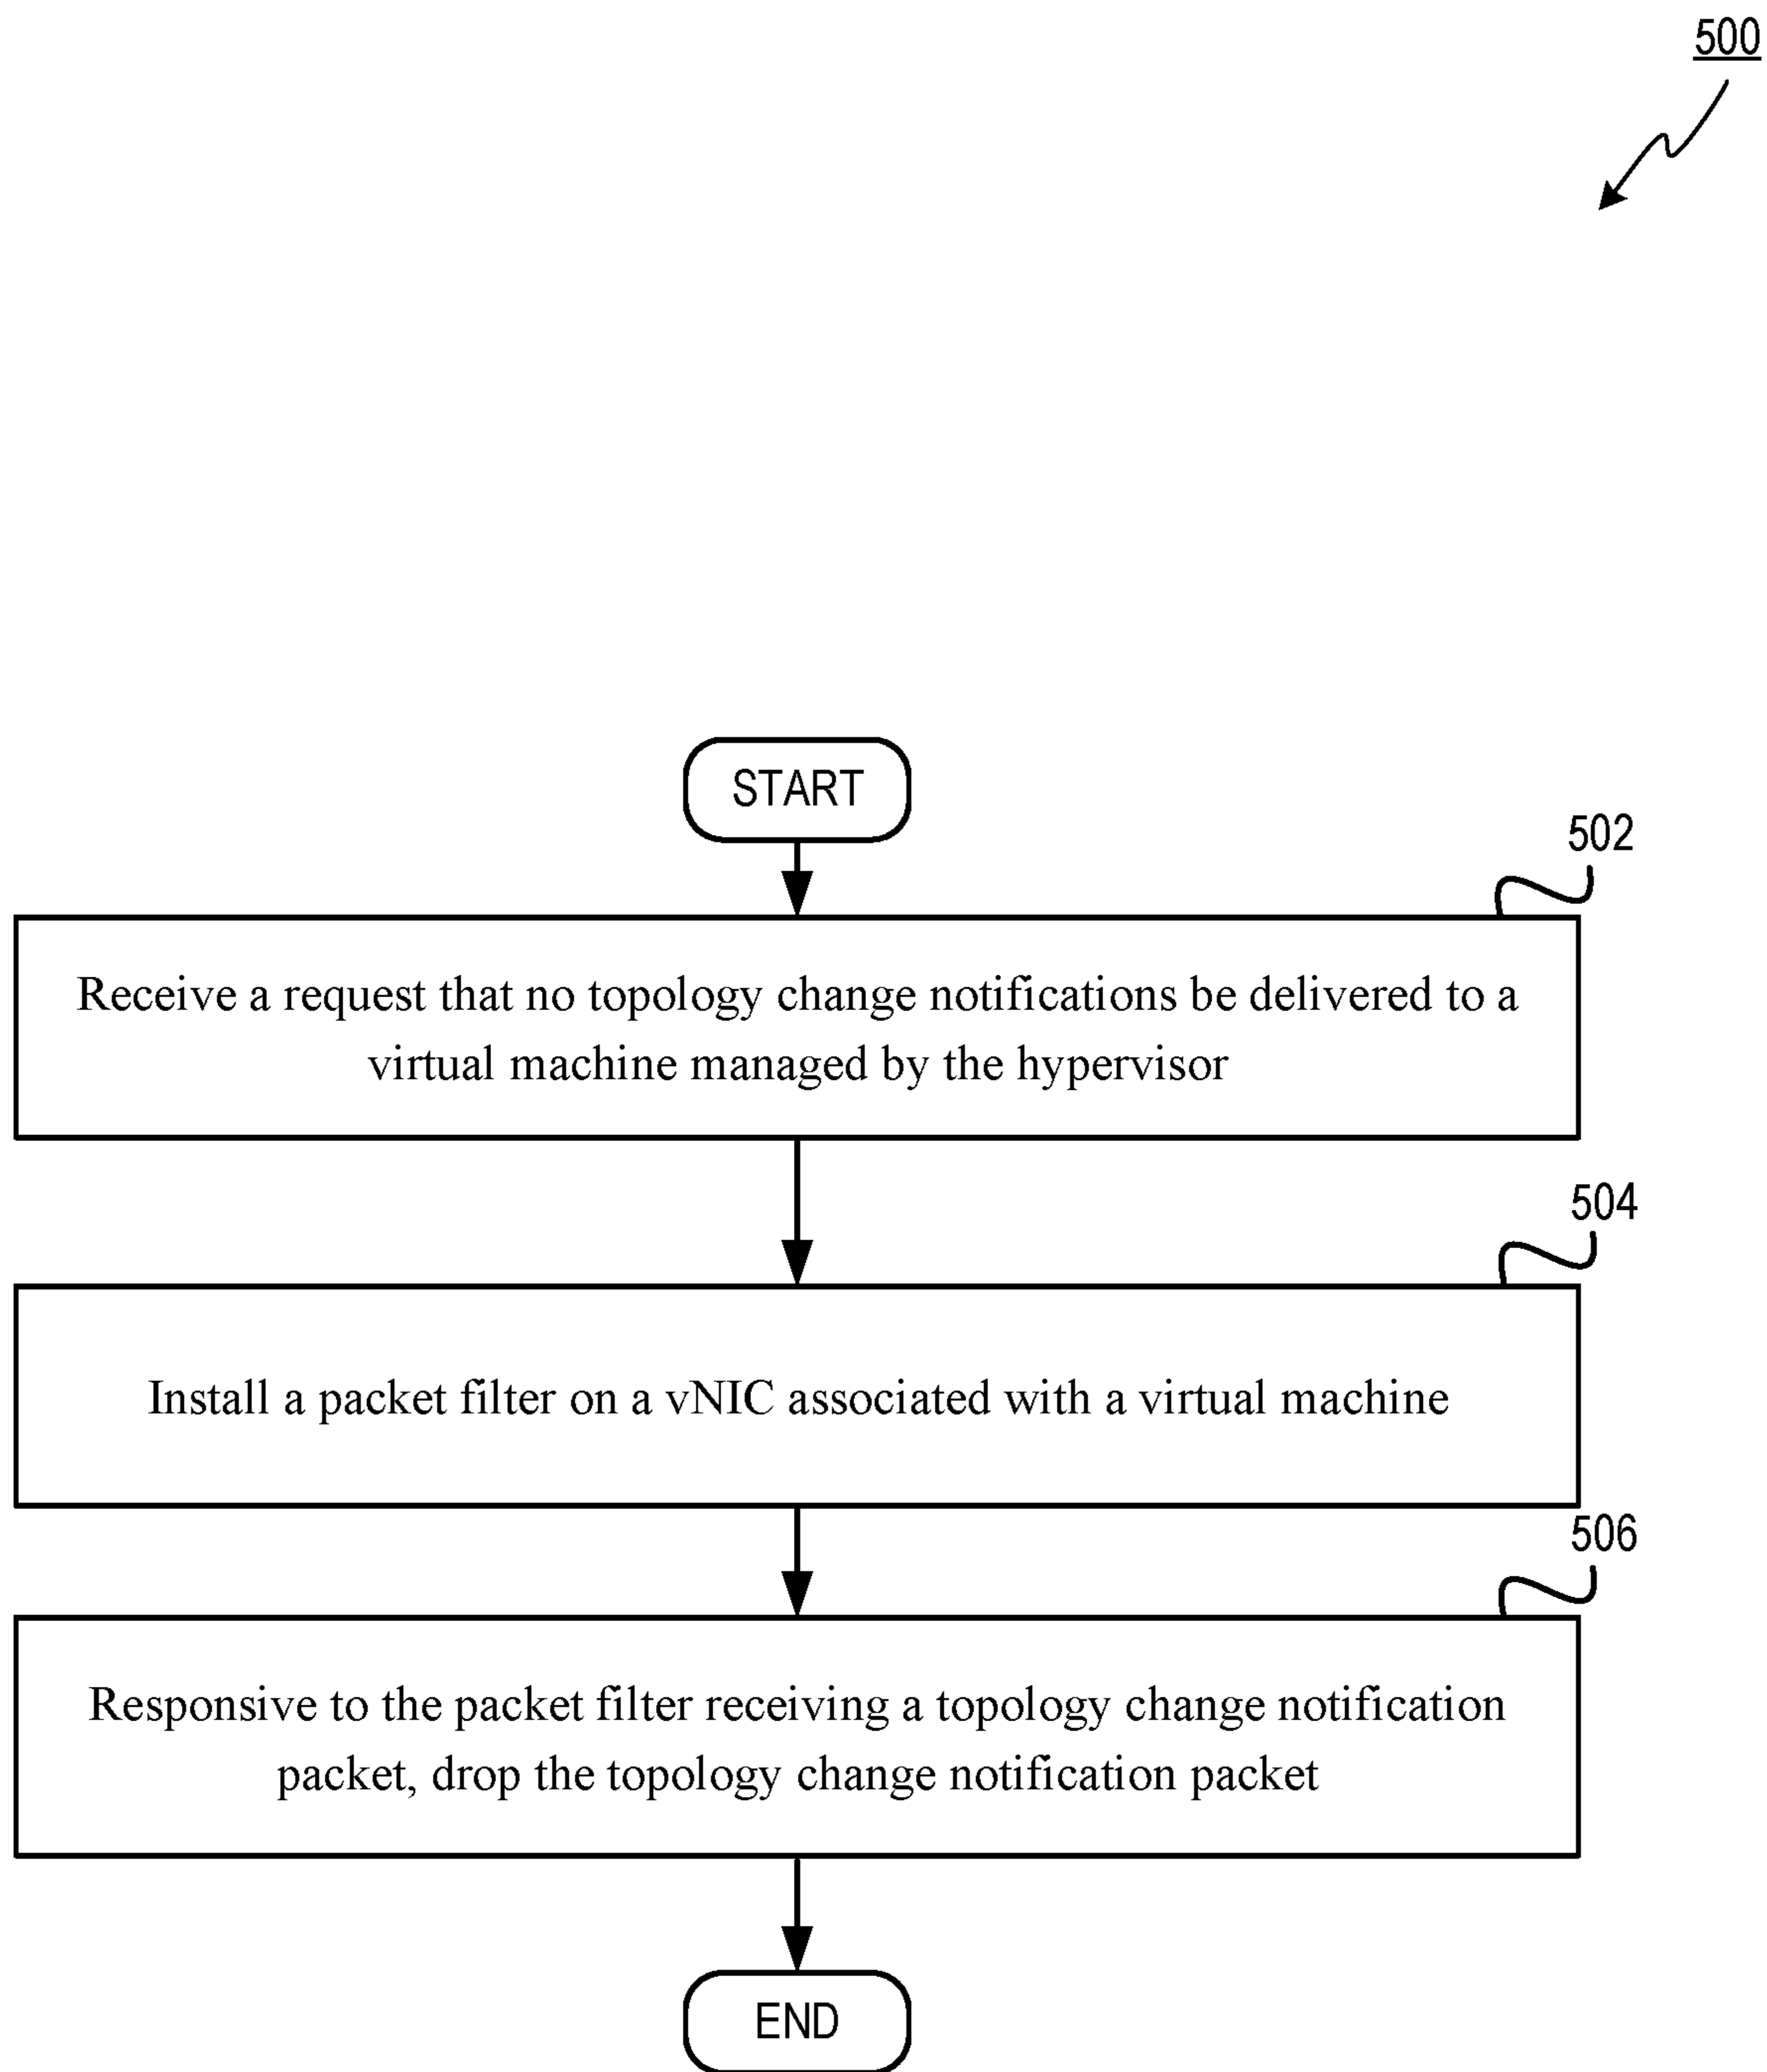 500
START
502
Receive a request that no topology change notifications be delivered to a
virtual machine managed by the hypervisor
504
Install a packet filter on a vNIC associated with a virtual machine
506
Responsive to the packet filter receiving a topology change notification
packet, drop the topology change notification packet
END